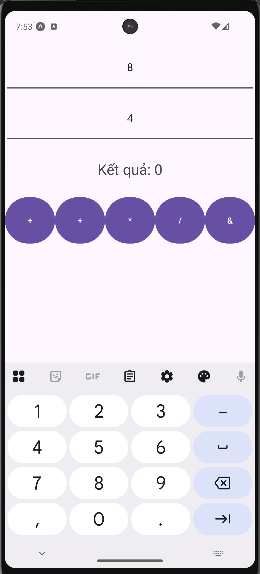 7:53
8
4
Kết quả: 0
+ + * / &
GIF
1 2 3 –
4 5 6
7 8 9
, 0 .